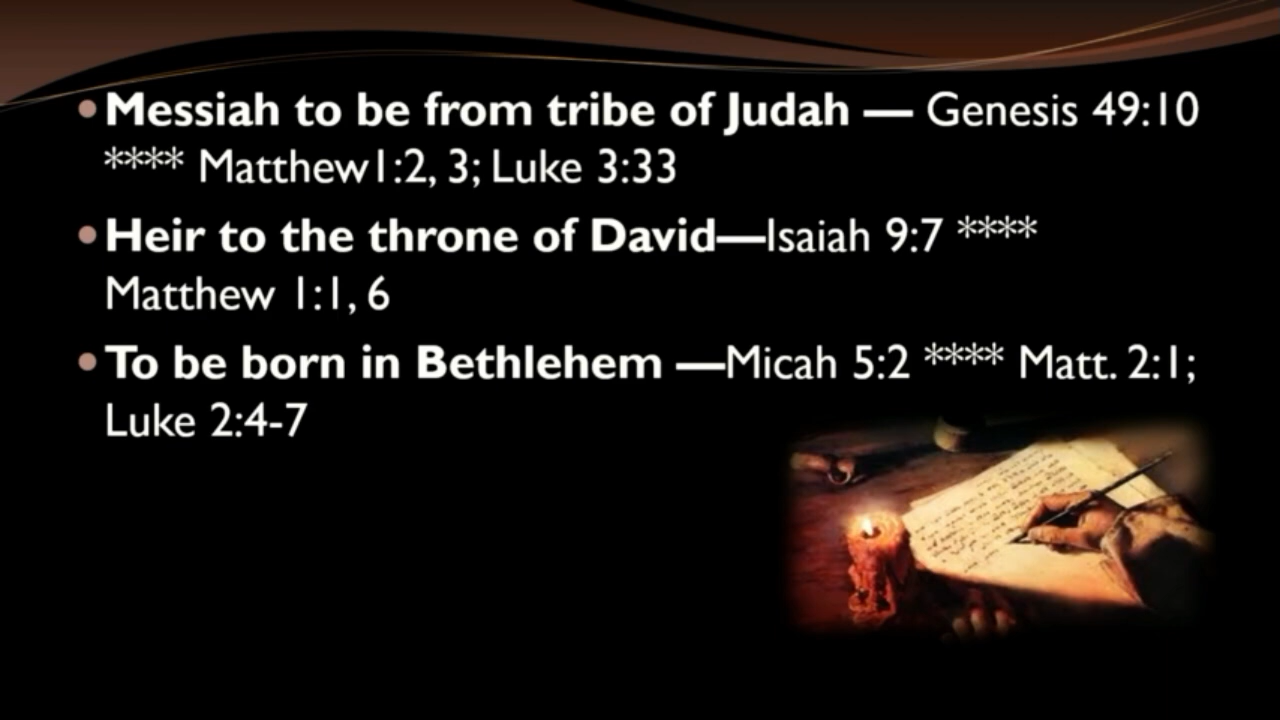 • Messiah to be from tribe of Judah — Genesis 49:10
**** Matthew1:2, 3; Luke 3:33
• Heir to the throne of David—Isaiah 9:7 ****
Matthew 1:1, 6
• To be born in Bethlehem —Micah 5:2 **** Matt. 2:1;
Luke 2:4-7